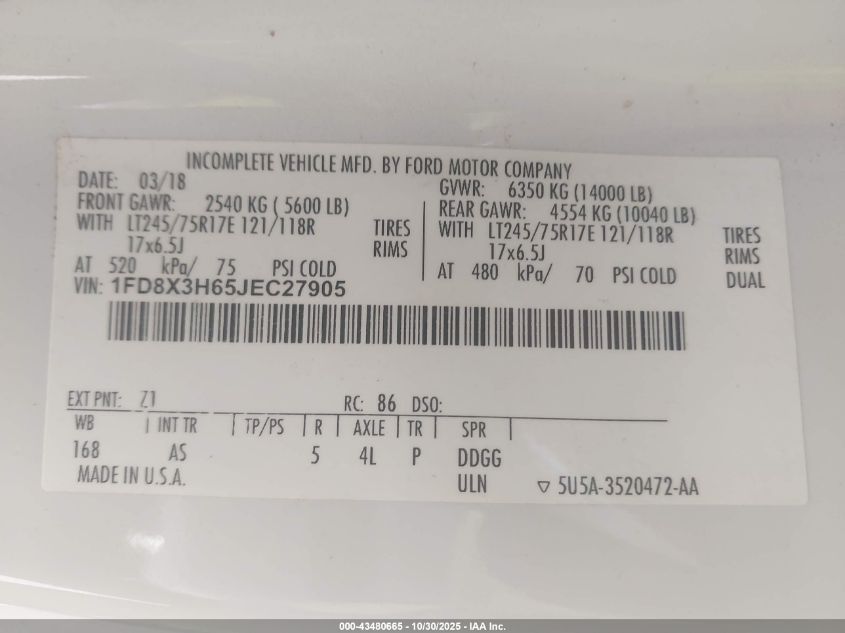 INCOMPLETE VEHICLE MFD. BY FORD MOTOR COMPANY
DATE: 03/18 GVWR: 6350 KG (14000 LB)
FRONT GAWR: 2540 KG ( 5600 LB) REAR GAWR: 4554 KG (10040 LB)
WITH LT245/75R17E 121/118R TIRES WITH LT245/75R17E 121/118R TIRES
17x6.5J RIMS 17x6.5J RIMS
AT 520 kPa/ 75 PSI COLD AT 480 kPa/ 70 PSI COLD DUAL
VIN: 1FD8X3H65JEC27905
EXT PNT: Z1 RC: 86 DSO:
WB INT TR TP/PS R AXLE TR SPR
168 AS 5 4L P DDGG
MADE IN U.S.A. ULN 5U5A-3520472-AA
000-43480665 - 10/30/2025 - IAA Inc.